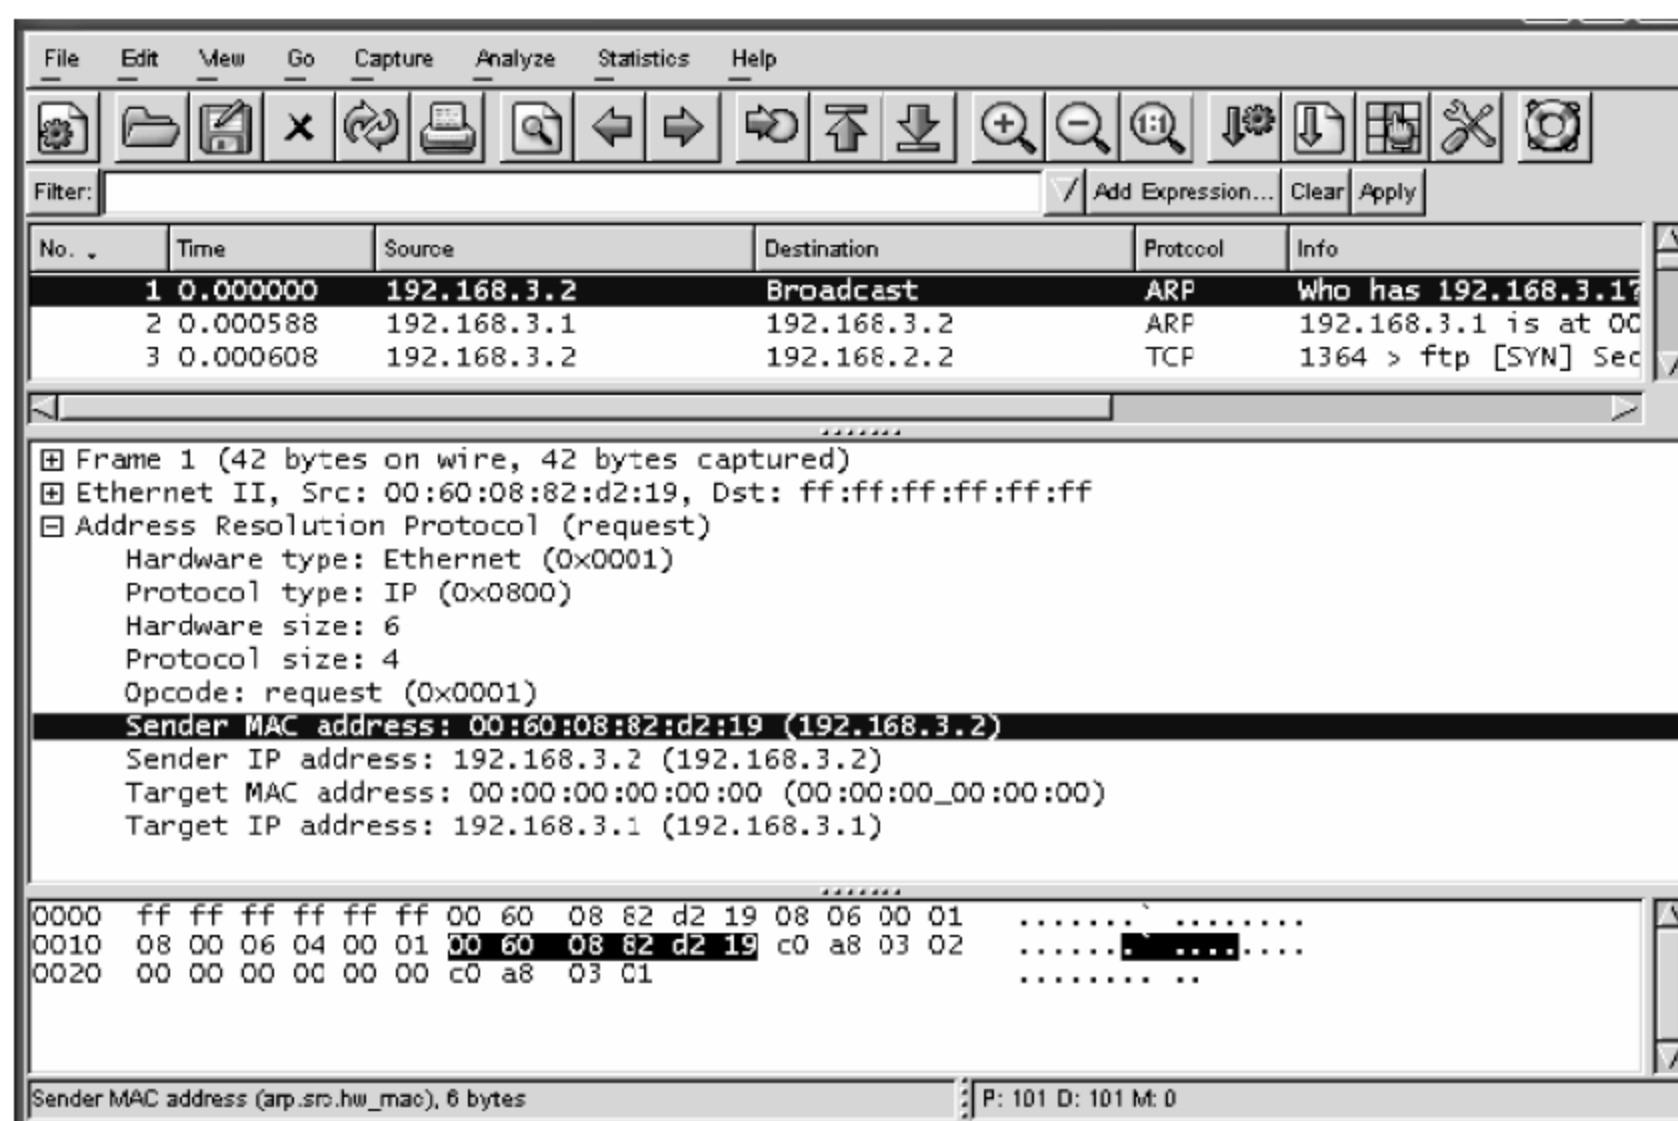 File Edit View Go Capture Analyze Statistics Help
1:1
Filter: Add Expression... Clear Apply
No. . Time Source Destination Protocol Info
1 0.000000 192.168.3.2 Broadcast ARP Who has 192.168.3.1?
2 0.000588 192.168.3.1 192.168.3.2 ARP 192.168.3.1 is at 00
3 0.000608 192.168.3.2 192.168.2.2 TCP 1364 > ftp [SYN] Sec
Frame 1 (42 bytes on wire, 42 bytes captured)
Ethernet II, Src: 00:60:08:82:d2:19, Dst: ff:ff:ff:ff:ff:ff
Address Resolution Protocol (request)
Hardware type: Ethernet (0x0001)
Protocol type: IP (0x0800)
Hardware size: 6
Protocol size: 4
Opcode: request (0x0001)
Sender MAC address: 00:60:08:82:d2:19 (192.168.3.2)
Sender IP address: 192.168.3.2 (192.168.3.2)
Target MAC address: 00:00:00:00:00:00 (00:00:00_00:00:00)
Target IP address: 192.168.3.1 (192.168.3.1)
0000 ff ff ff ff ff ff 00 60 08 82 d2 19 08 06 00 01 .......` ........
0010 08 00 06 04 00 01 00 60 08 82 d2 19 c0 a8 03 02 .......` ........
0020 00 00 00 00 00 00 c0 a8 03 01 ........ ..
Sender MAC address (arp.src.hw_mac), 6 bytes P: 101 D: 101 M: 0